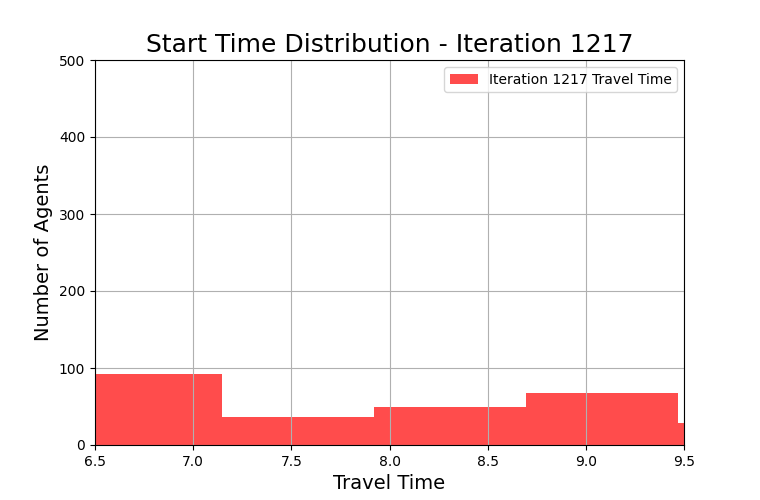 Start Time Distribution - Iteration 1217
Iteration 1217 Travel Time
Number of Agents
500
400
300
200
100
0
6.5 7.0 7.5 8.0 8.5 9.0 9.5
Travel Time